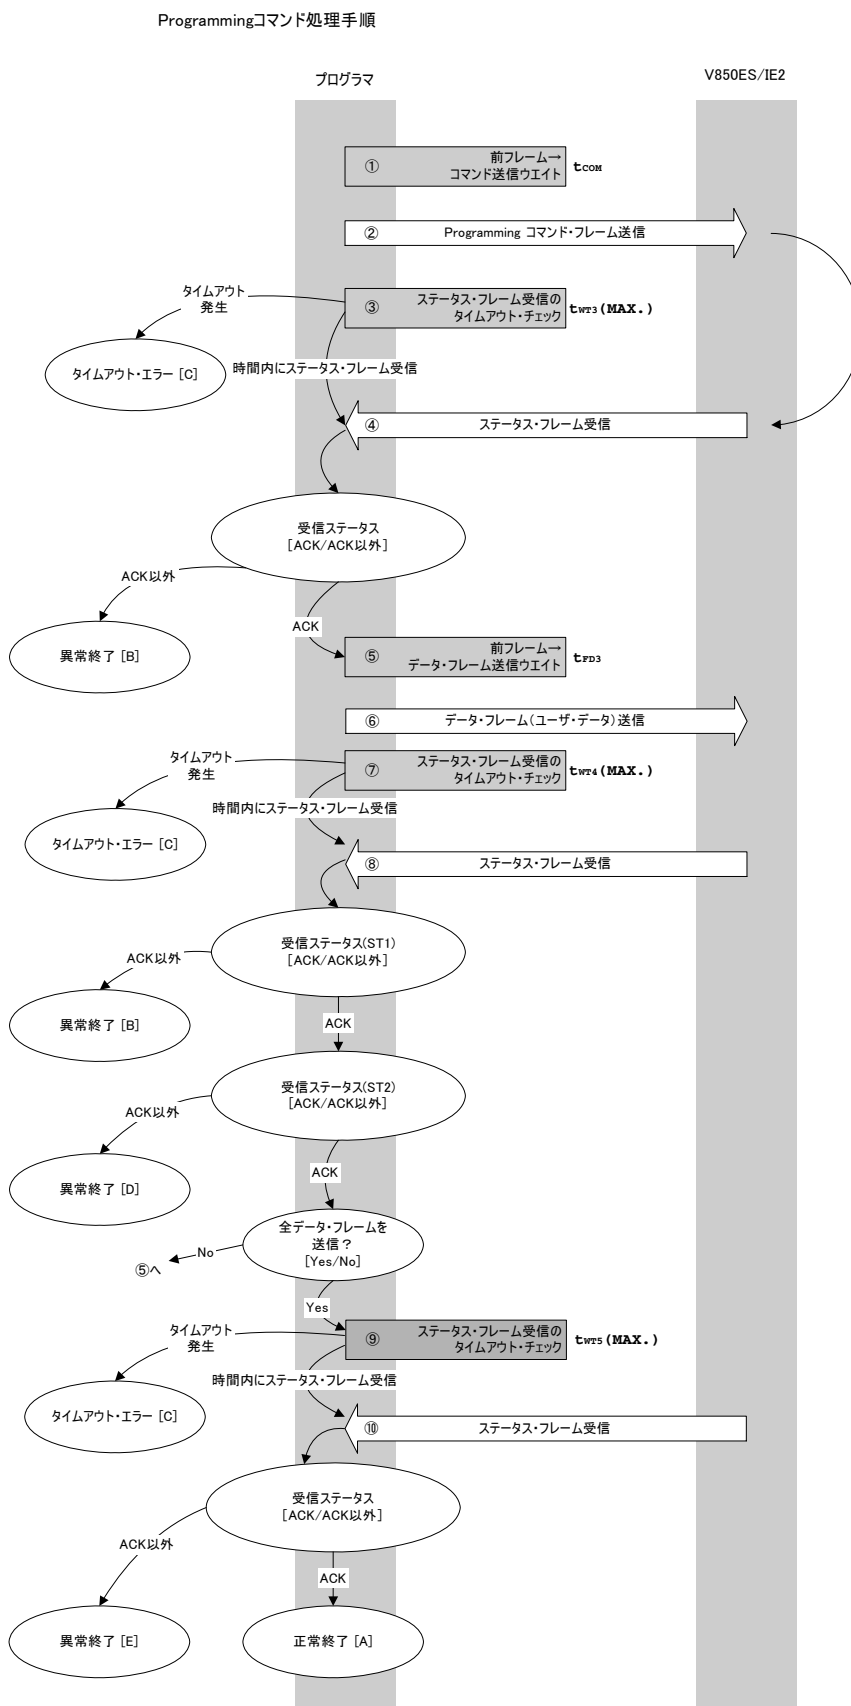 Programmingコマンド処理手順
プログラマ
V850ES/IE2
①
前フレーム→
コマンド送信ウエイト
tCOM
②
Programming コマンド・フレーム送信
タイムアウト
発生
③
ステータス・フレーム受信の
タイムアウト・チェック
tWT3(MAX.)
タイムアウト・エラー [C]
時間内にステータス・フレーム受信
④
ステータス・フレーム受信
受信ステータス
[ACK/ACK以外]
ACK以外
異常終了 [B]
ACK
⑤
前フレーム→
データ・フレーム送信ウエイト
tFD3
⑥
データ・フレーム(ユーザ・データ)送信
タイムアウト
発生
⑦
ステータス・フレーム受信の
タイムアウト・チェック
tWT4(MAX.)
時間内にステータス・フレーム受信
タイムアウト・エラー [C]
⑧
ステータス・フレーム受信
受信ステータス(ST1)
[ACK/ACK以外]
ACK以外
異常終了 [B]
ACK
受信ステータス(ST2)
[ACK/ACK以外]
ACK以外
異常終了 [D]
ACK
全データ・フレームを
送信?
[Yes/No]
No
⑤へ
Yes
タイムアウト
発生
⑨
ステータス・フレーム受信の
タイムアウト・チェック
tWT5(MAX.)
時間内にステータス・フレーム受信
タイムアウト・エラー [C]
⑩
ステータス・フレーム受信
受信ステータス
[ACK/ACK以外]
ACK以外
ACK
異常終了 [E]
正常終了 [A]